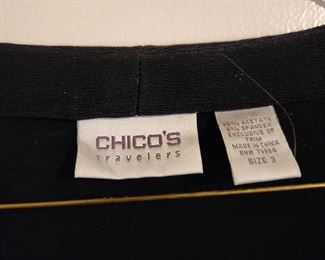 CHICO'S
travelers
ACETATE
SPANDEX
EXCLUSIVE OF
TRIM
MADE IN CHINA
SIZE 3